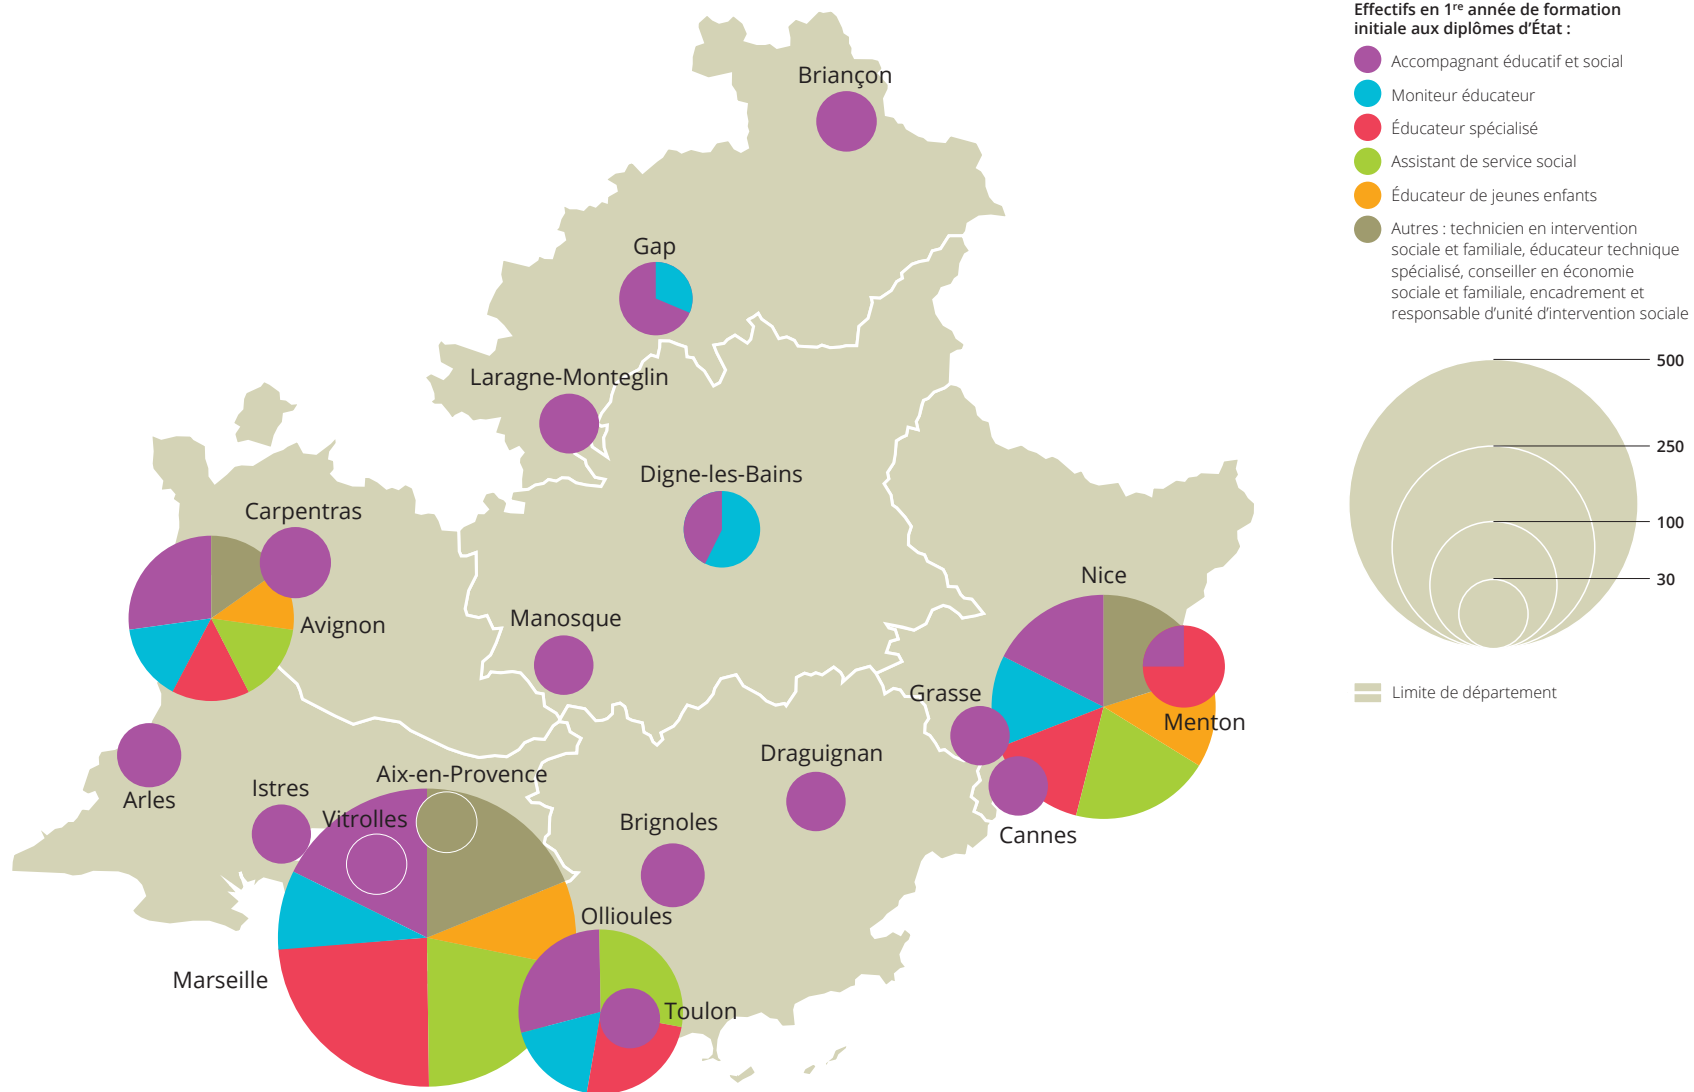 Effectifs en 1re année de formation
initiale aux diplômes d'État :
Accompagnant éducatif et social
Moniteur éducateur
Éducateur spécialisé
Assistant de service social
Éducateur de jeunes enfants
Autres : technicien en intervention
sociale et familiale, éducateur technique
spécialisé, conseiller en économie
sociale et familiale, encadrement et
responsable d'unité d'intervention sociale
500
250
100
30
Limite de département
Briançon
Gap
Laragne-Monteglin
Digne-les-Bains
Carpentras
Avignon
Manosque
Nice
Menton
Grasse
Cannes
Draguignan
Arles
Istres
Aix-en-Provence
Vitrolles
Brignoles
Ollioules
Marseille
Toulon